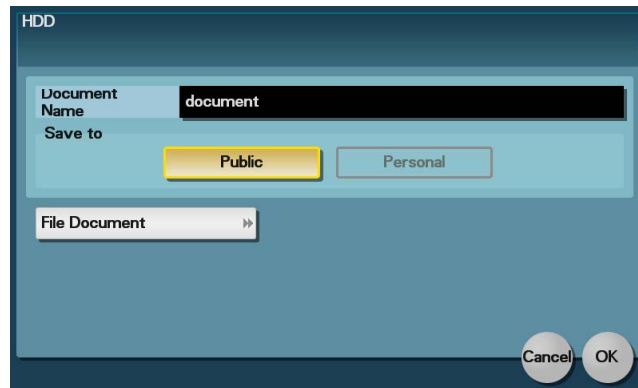 HDD
Document
Name
document
Save to
Public
Personal
File Document
Cancel
OK